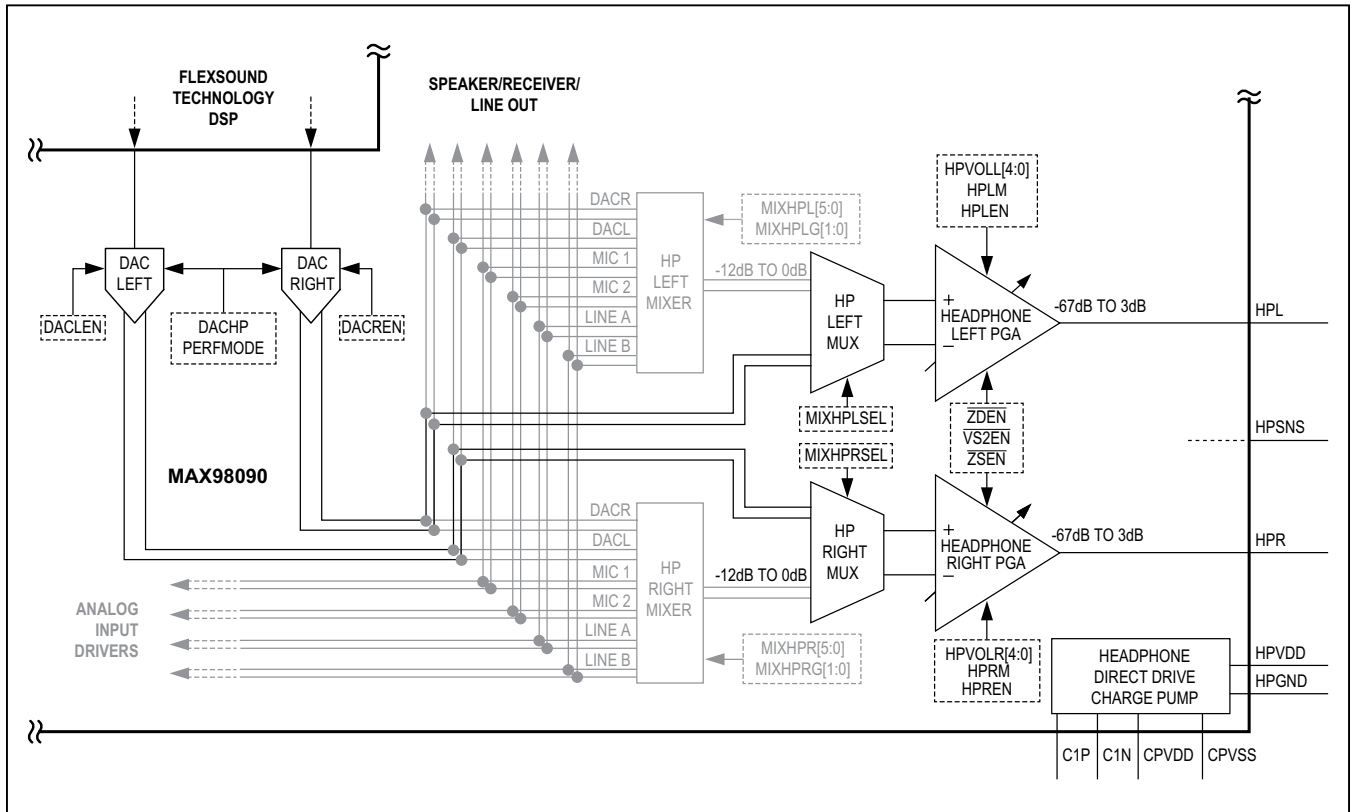 FLEXSOUND
TECHNOLOGY
DSP
SPEAKER/RECEIVER/
LINE OUT
DAC
LEFT
DAC
RIGHT
DACLEN
DACHP
PERFMODE
DACREN
DACR
DACL
MIC 1
MIC 2
LINE A
LINE B
HP
LEFT
MIXER
MIXHPL[5:0]
MIXHPLG[1:0]
-12dB TO 0dB
HP
LEFT
MUX
MIXHPLSEL
HPVOLL[4:0]
HPLM
HPLEN
+
HEADPHONE
LEFT PGA
−
-67dB TO 3dB
HPL
ZDEN
VS2EN
ZSEN
HPSNS
MAX98090
MIXHPRSEL
DACR
DACL
MIC 1
MIC 2
LINE A
LINE B
HP
RIGHT
MIXER
-12dB TO 0dB
MIXHPR[5:0]
MIXHPRG[1:0]
HP
RIGHT
MUX
+
HEADPHONE
RIGHT PGA
−
-67dB TO 3dB
HPR
HPVOLR[4:0]
HPRM
HPREN
ANALOG
INPUT
DRIVERS
HEADPHONE
DIRECT DRIVE
CHARGE PUMP
HPVDD
HPGND
C1P
C1N
CPVDD
CPVSS